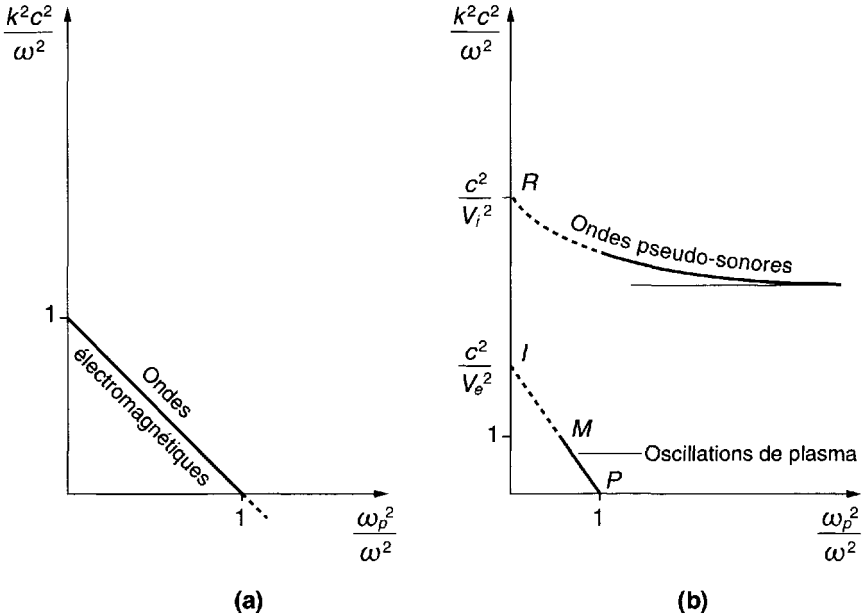 k²c²
ω²
1
Ondes
électromagnétiques
1
ωₚ²
ω²
(a)
k²c²
ω²
c²
Vᵢ²
R
Ondes pseudo-sonores
c²
Vₑ²
I
1
M
Oscillations de plasma
P
1
ωₚ²
ω²
(b)